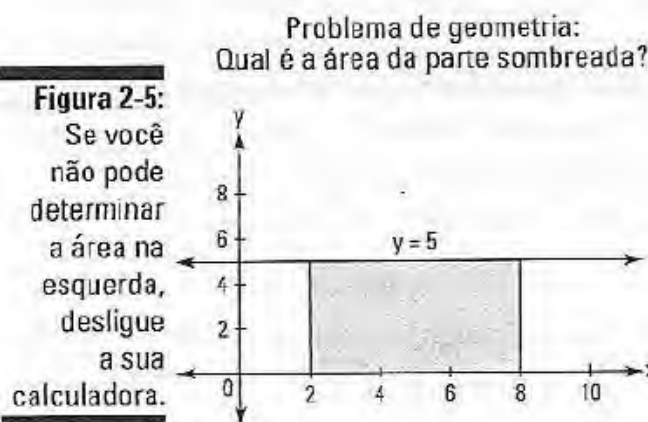 Problema de geometria:
Qual é a área da parte sombreada?
Figura 2-5:
Se você
não pode
determinar
a área na
esquerda,
desligue
a sua
calculadora.
y
8
6
y = 5
4
2
0
2
4
6
8
10
x